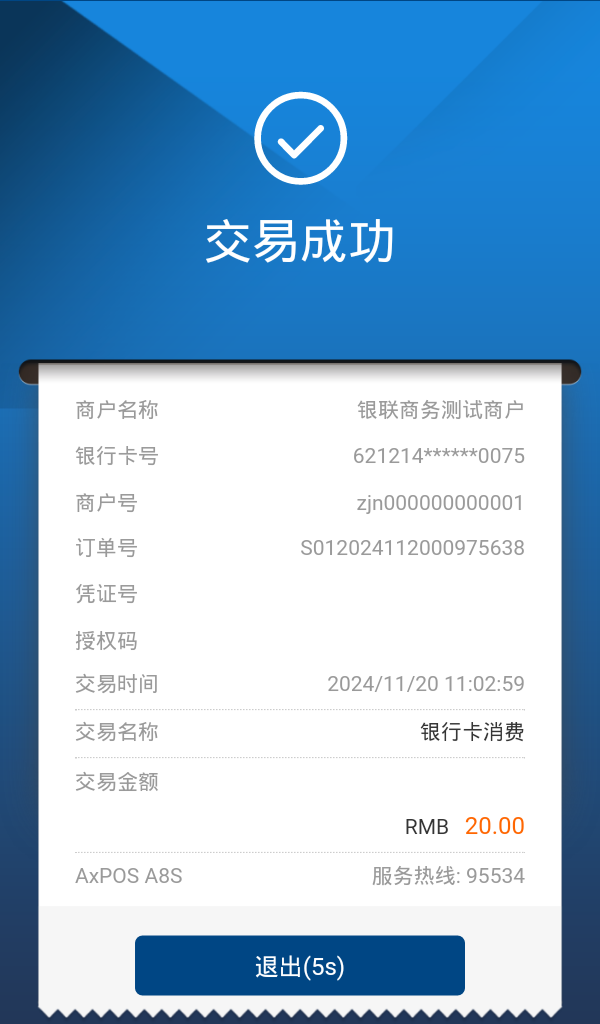 交易成功
商户名称 银联商务测试商户
银行卡号 621214******0075
商户号 zjn000000000001
订单号 S012024112000975638
凭证号
授权码
交易时间 2024/11/20 11:02:59
交易名称 银行卡消费
交易金额
RMB 20.00
AxPOS A8S 服务热线: 95534
退出(5s)